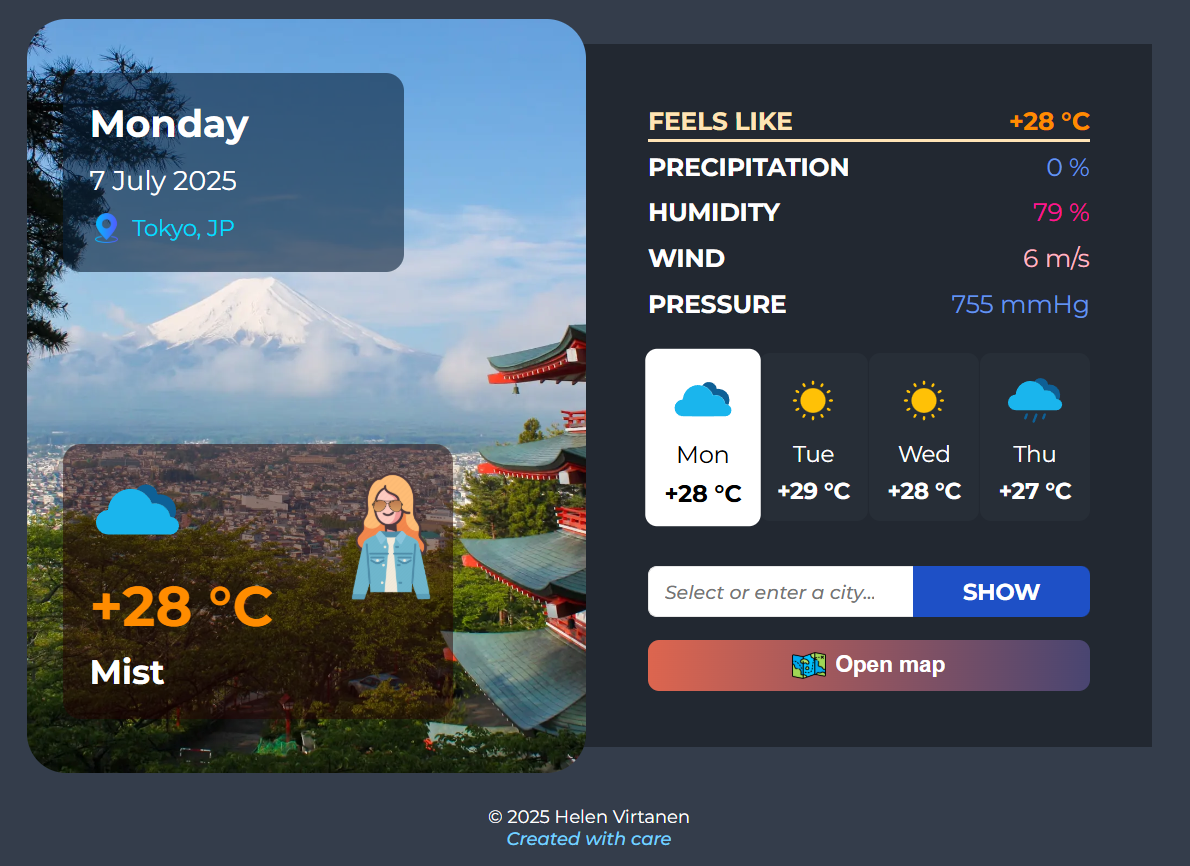 Monday
7 July 2025
Tokyo, JP
+28 °C
Mist
FEELS LIKE +28 °C
PRECIPITATION 0 %
HUMIDITY 79 %
WIND 6 m/s
PRESSURE 755 mmHg
Mon Tue Wed Thu
+28 °C +29 °C +28 °C +27 °C
Select or enter a city... SHOW
Open map
© 2025 Helen Virtanen
Created with care